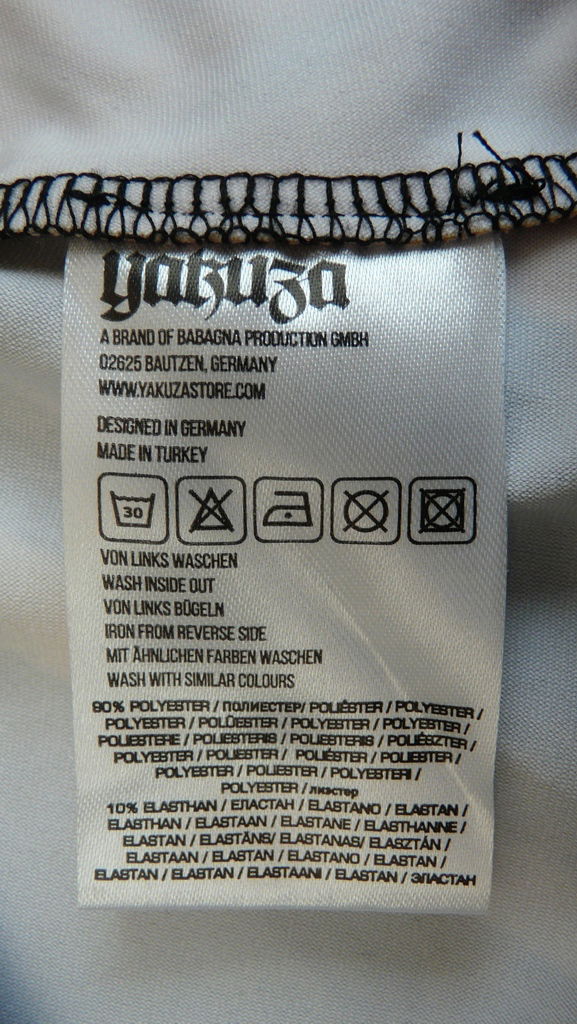 yakuza
A BRAND OF BABAGNA PRODUCTION GMBH
02625 BAUTZEN, GERMANY
WWW.YAKUZASTORE.COM
DESIGNED IN GERMANY
MADE IN TURKEY
30
VON LINKS WASCHEN
WASH INSIDE OUT
VON LINKS BÜGELN
IRON FROM REVERSE SIDE
MIT ÄHNLICHEN FARBEN WASCHEN
WASH WITH SIMILAR COLOURS
90% POLYESTER / ПОЛИЕСТЕР/ POLIÉSTER / POLYESTER /
POLYESTER / POLÜESTER / POLYESTER / POLYESTER /
POLIESTERE / POLIESTERIS / POLIESTERIS / POLIÉSZTER /
POLYESTER / POLIESTER / POLIÉSTER / POLIESTER /
POLYESTER / POLIESTER / POLYESTERI /
POLYESTER / лиэстер
10% ELASTHAN / ЕЛАСТАН / ELASTANO / ELASTAN /
ELASTHAN / ELASTAAN / ELASTANE / ELASTHANNE /
ELASTAN / ELASTĀNS/ ELASTANAS/ ELASZTÁN /
ELASTAAN / ELASTAN / ELASTANO / ELASTAN /
ELASTAN / ELASTAN / ELASTAANI / ELASTAN / ЭЛАСТАН